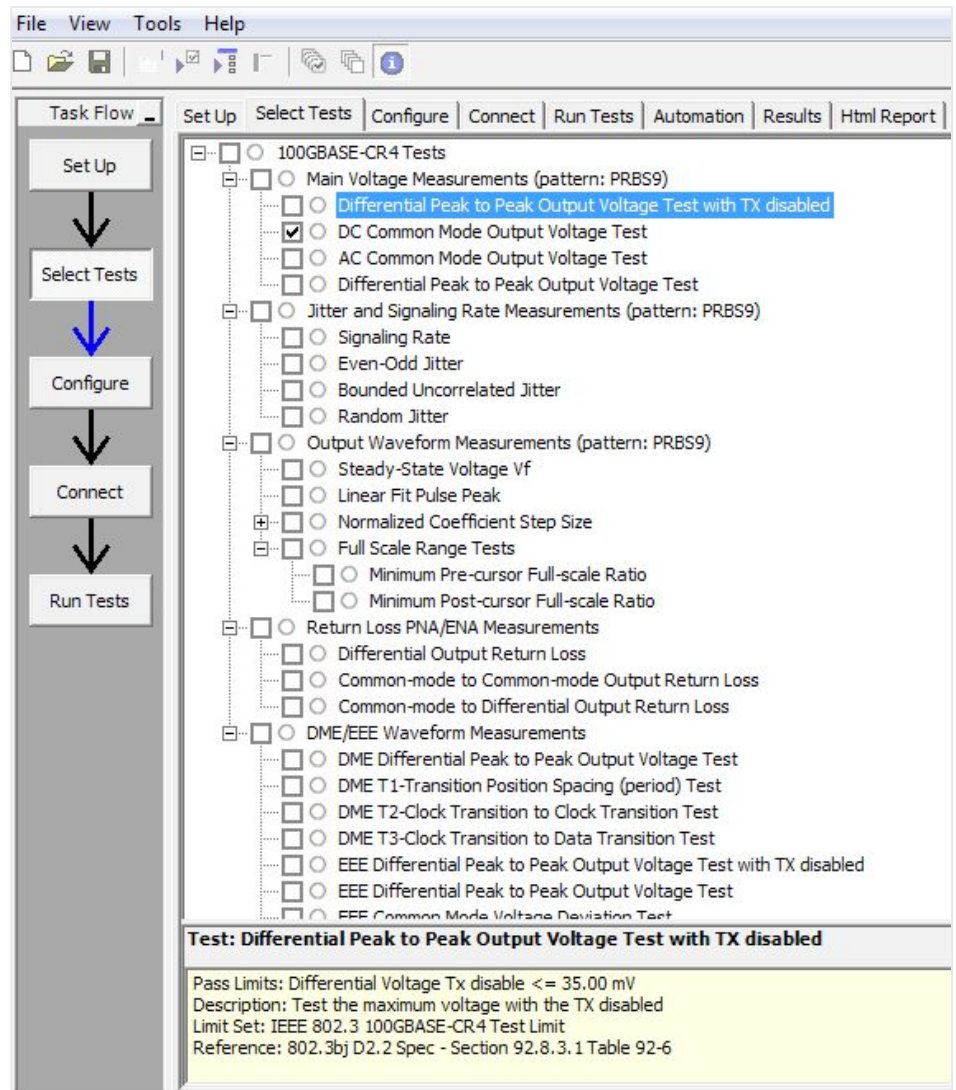 File View Tools Help
Task Flow
Set Up Select Tests Configure Connect Run Tests Automation Results Html Report
Set Up
Select Tests
Configure
Connect
Run Tests
100GBASE-CR4 Tests
Main Voltage Measurements (pattern: PRBS9)
Differential Peak to Peak Output Voltage Test with TX disabled
DC Common Mode Output Voltage Test
AC Common Mode Output Voltage Test
Differential Peak to Peak Output Voltage Test
Jitter and Signaling Rate Measurements (pattern: PRBS9)
Signaling Rate
Even-Odd Jitter
Bounded Uncorrelated Jitter
Random Jitter
Output Waveform Measurements (pattern: PRBS9)
Steady-State Voltage Vf
Linear Fit Pulse Peak
Normalized Coefficient Step Size
Full Scale Range Tests
Minimum Pre-cursor Full-scale Ratio
Minimum Post-cursor Full-scale Ratio
Return Loss PNA/ENA Measurements
Differential Output Return Loss
Common-mode to Common-mode Output Return Loss
Common-mode to Differential Output Return Loss
DME/EEE Waveform Measurements
DME Differential Peak to Peak Output Voltage Test
DME T1-Transition Position Spacing (period) Test
DME T2-Clock Transition to Clock Transition Test
DME T3-Clock Transition to Data Transition Test
EEE Differential Peak to Peak Output Voltage Test with TX disabled
EEE Differential Peak to Peak Output Voltage Test
EEE Common Mode Voltage Deviation Test
Test: Differential Peak to Peak Output Voltage Test with TX disabled
Pass Limits: Differential Voltage Tx disable <= 35.00 mV
Description: Test the maximum voltage with the TX disabled
Limit Set: IEEE 802.3 100GBASE-CR4 Test Limit
Reference: 802.3bj D2.2 Spec - Section 92.8.3.1 Table 92-6